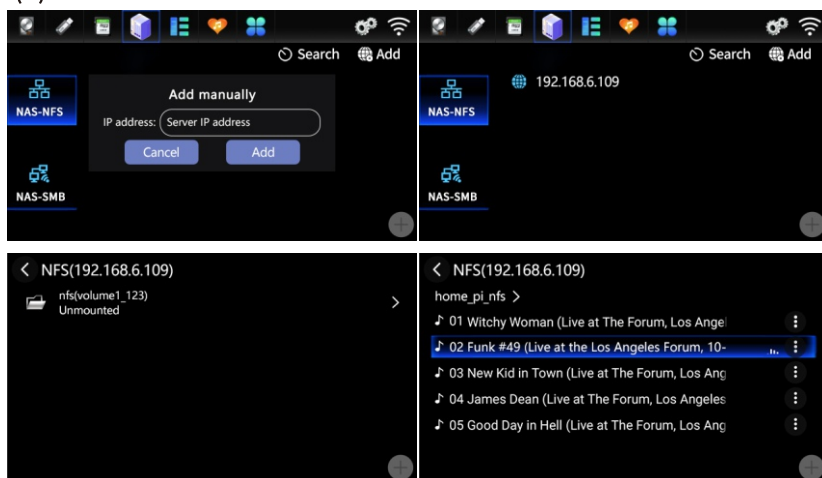 Search Add
NAS-NFS
Add manually
IP address: Server IP address
Cancel Add
NAS-SMB
Search Add
NAS-NFS
192.168.6.109
NAS-SMB
NFS(192.168.6.109)
nfs(volume1_123)
Unmounted
NFS(192.168.6.109)
home_pi_nfs >
01 Witchy Woman (Live at The Forum, Los Angel
02 Funk #49 (Live at the Los Angeles Forum, 10-
03 New Kid in Town (Live at The Forum, Los Ang
04 James Dean (Live at The Forum, Los Angeles
05 Good Day in Hell (Live at The Forum, Los Ang